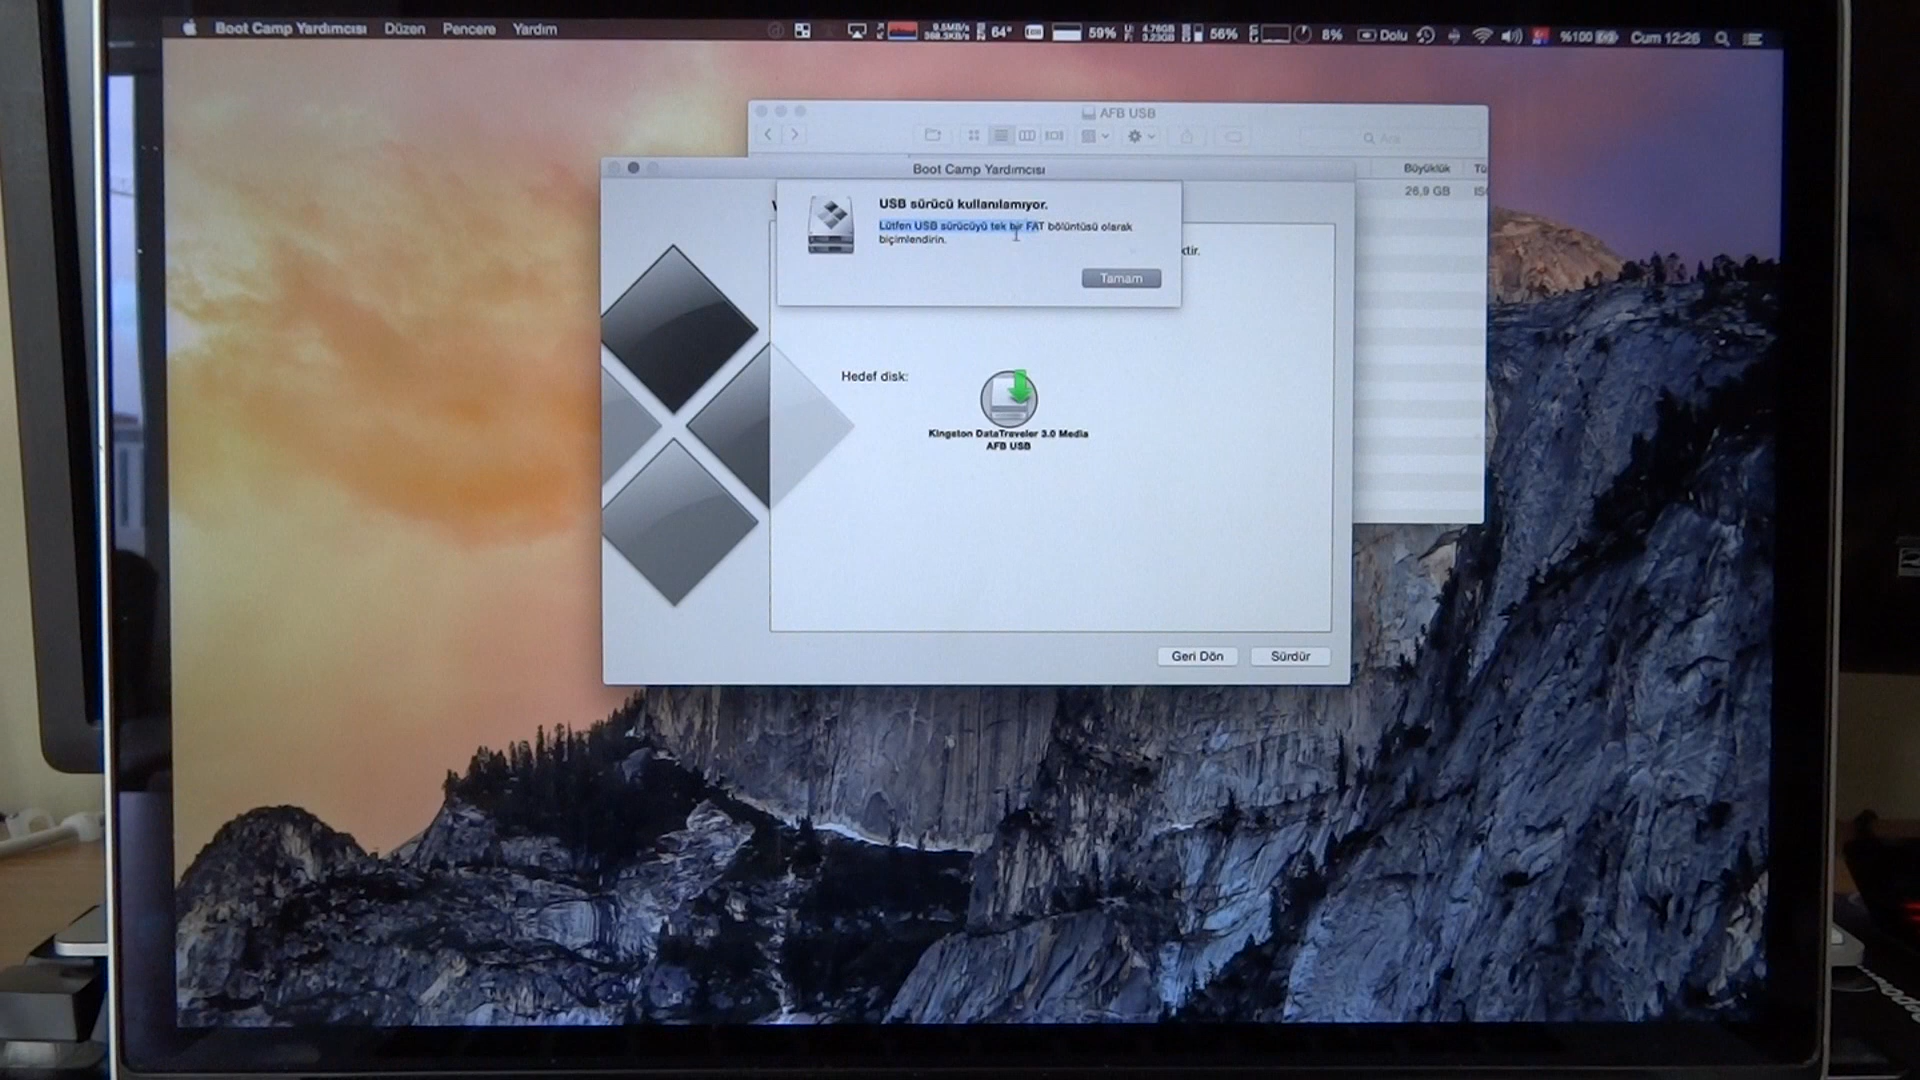 Boot Camp Yardımcısı Düzen Pencere Yardım
64° 59% 56% 8% Dolu %100 Cum 12:26
AFB USB
Ara
Büyüklük
26,9 GB
Boot Camp Yardımcısı
USB sürücü kullanılamıyor.
Lütfen USB sürücüyü tek bir FAT bölüntüsü olarak
biçimlendirin.
ktir.
Tamam
Hedef disk:
Kingston DataTraveler 3.0 Media
AFB USB
Geri Dön Sürdür